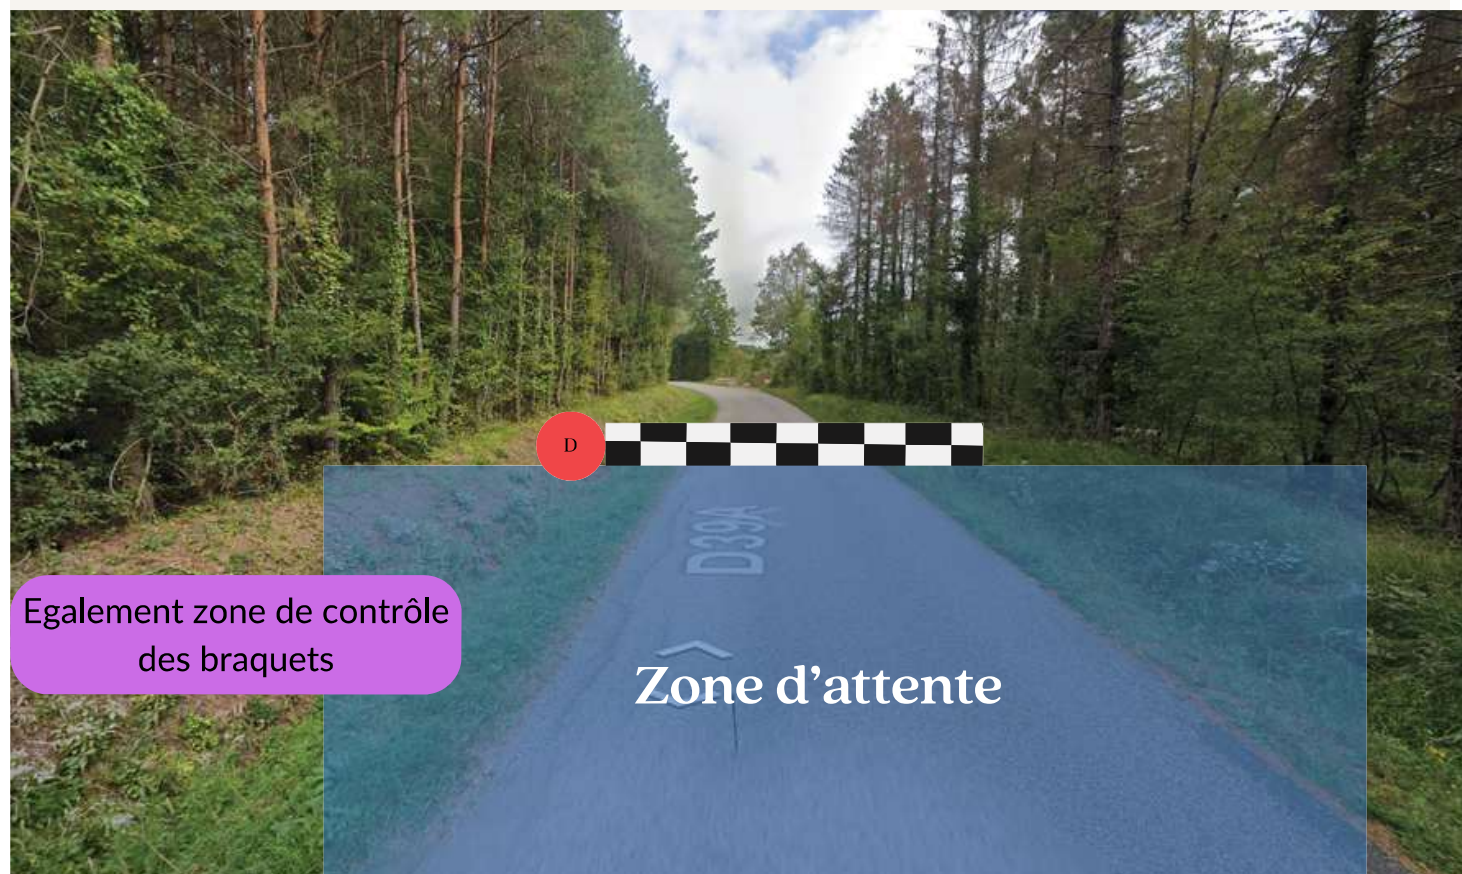 D
D39A
Egalement zone de contrôle
des braquets
Zone d'attente